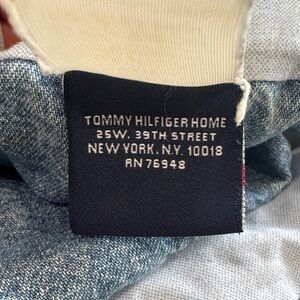 TOMMY HILFIGER HOME
25W. 39TH STREET
NEW YORK. N.Y. 10018
RN 76948